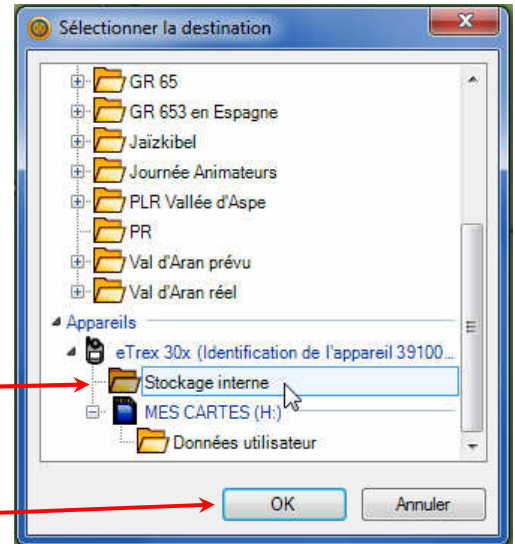 Sélectionner la destination
GR 65
GR 653 en Espagne
Jaïzkibel
Journée Animateurs
PLR Vallée d'Aspe
PR
Val d'Aran prévu
Val d'Aran réel
Appareils
eTrex 30x (Identification de l'appareil 39100...
Stockage interne
MES CARTES (H:)
Données utilisateur
OK Annuler